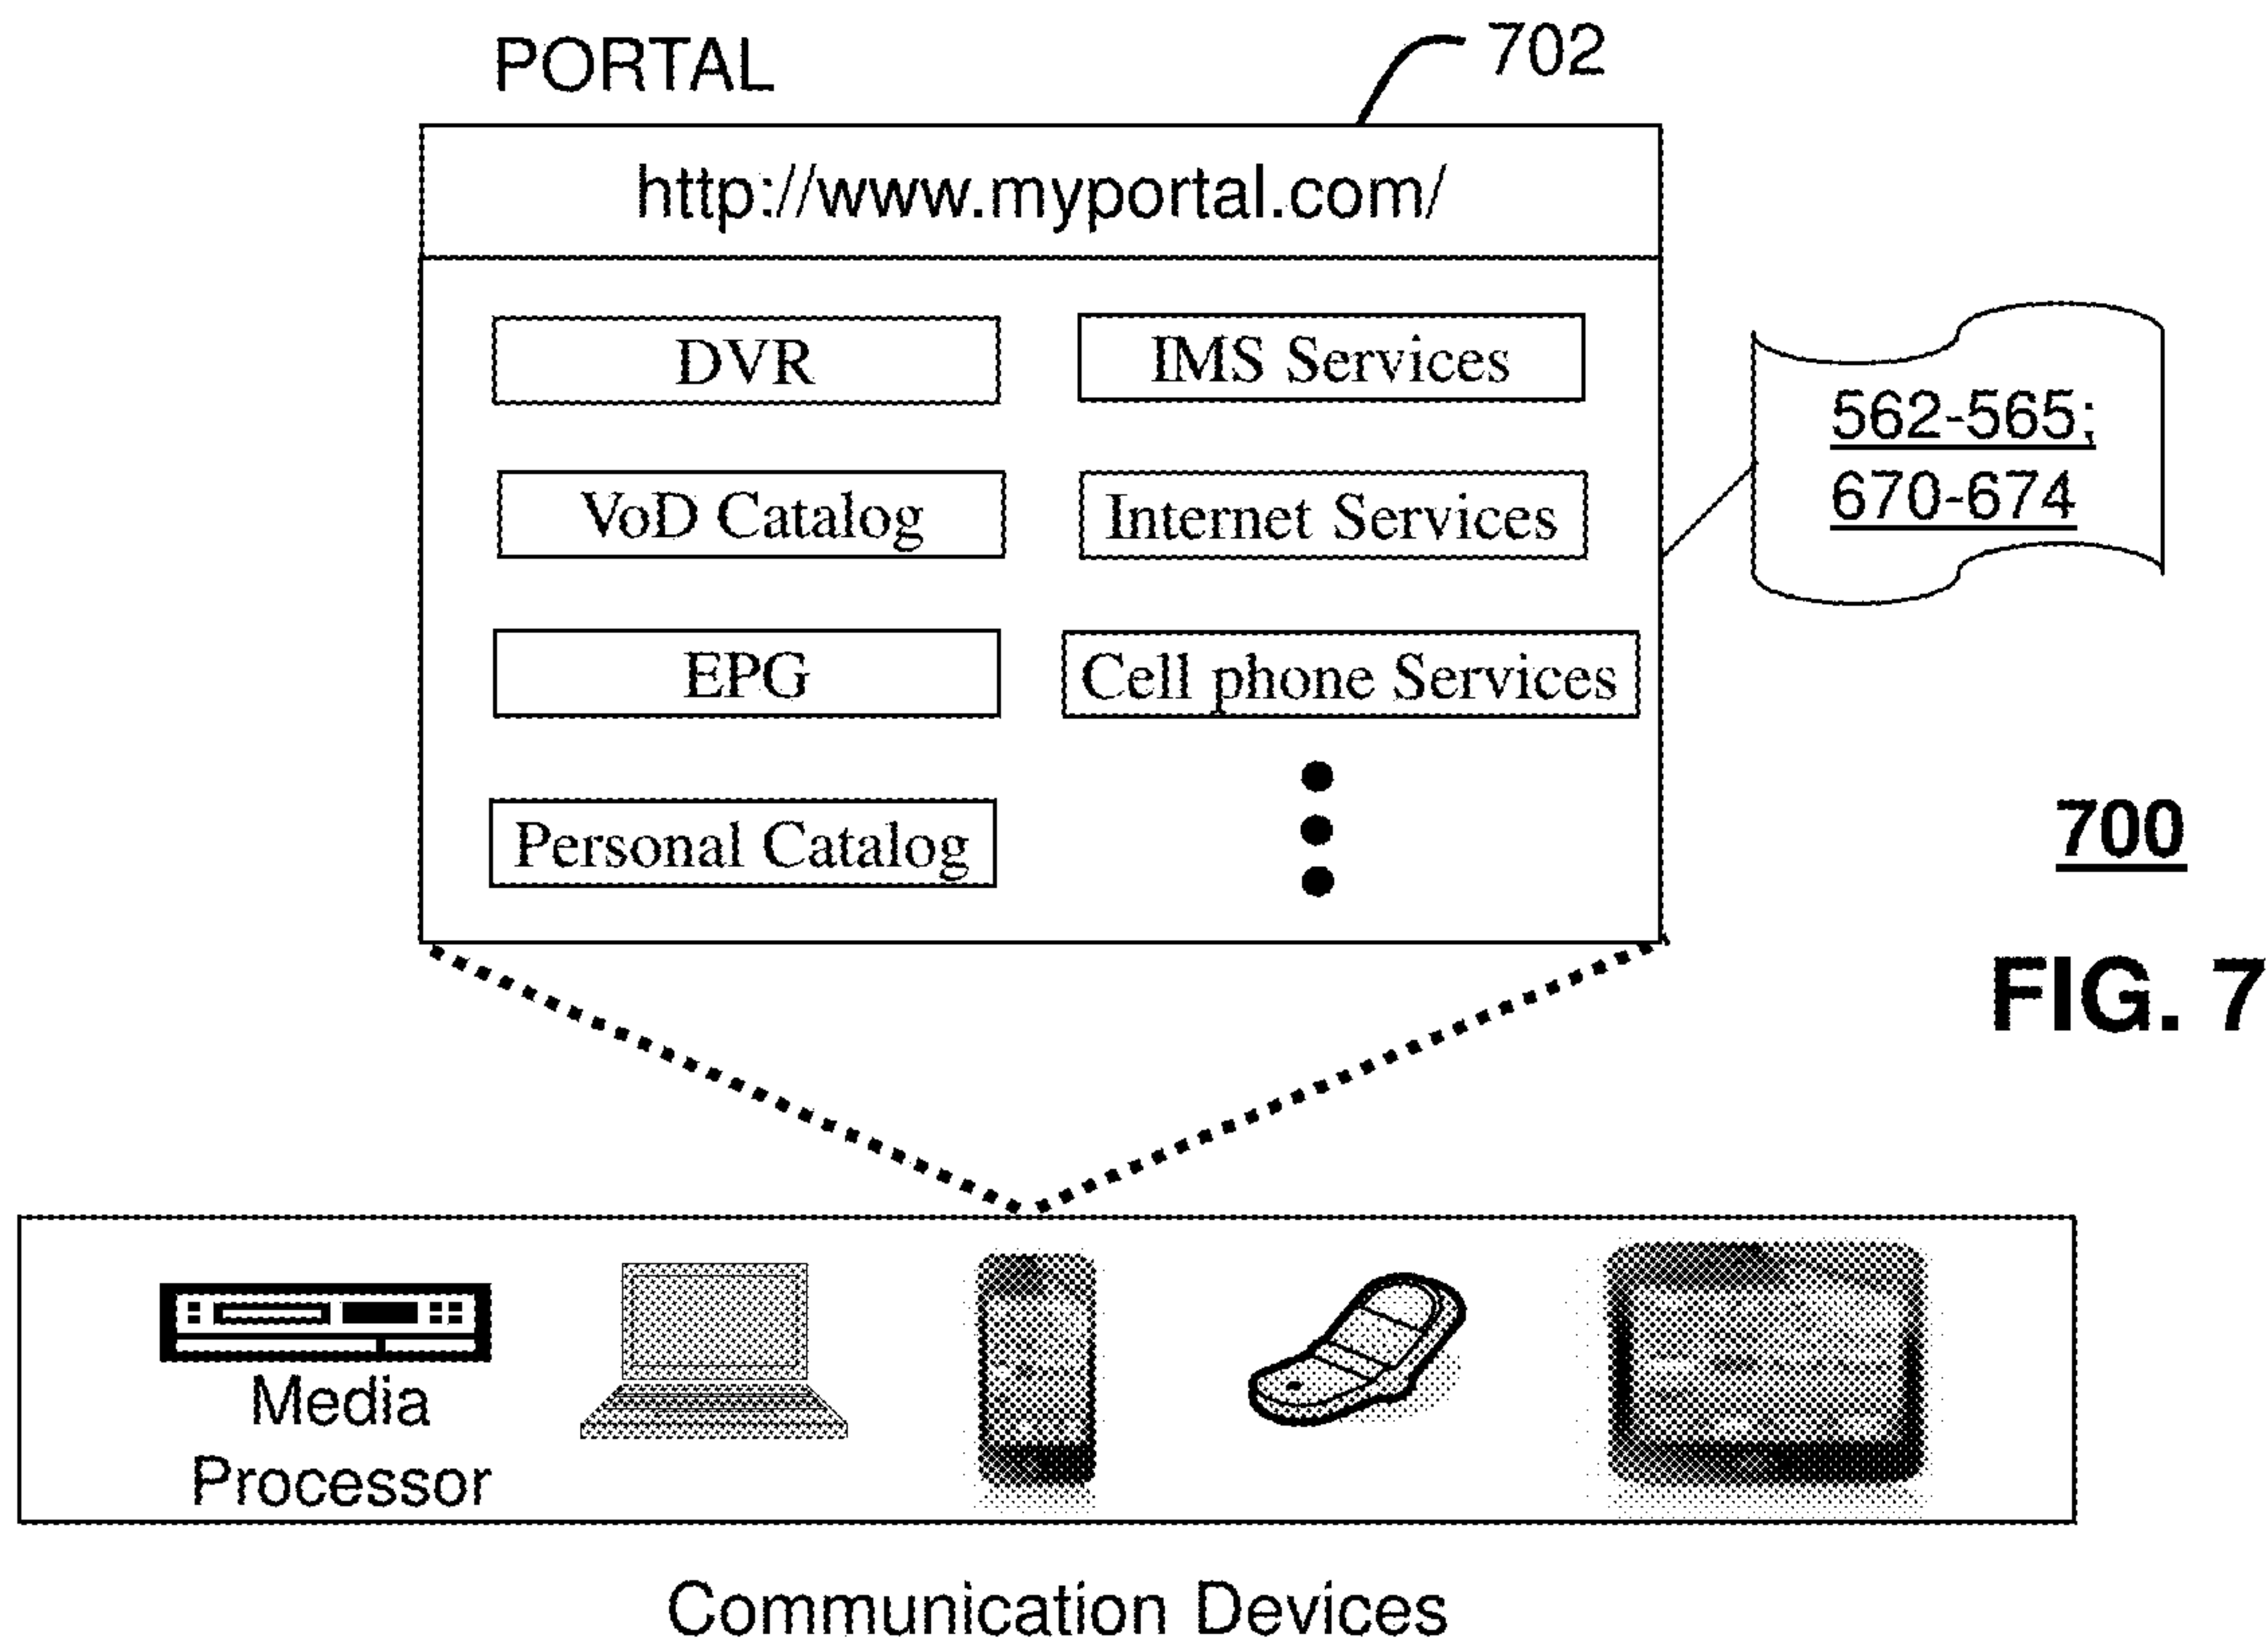 PORTAL
702
http://www.myportal.com/
DVR
IMS Services
VoD Catalog
Internet Services
EPG
Cell phone Services
Personal Catalog
562-565;
670-674
700
FIG. 7
Media
Processor
Communication Devices